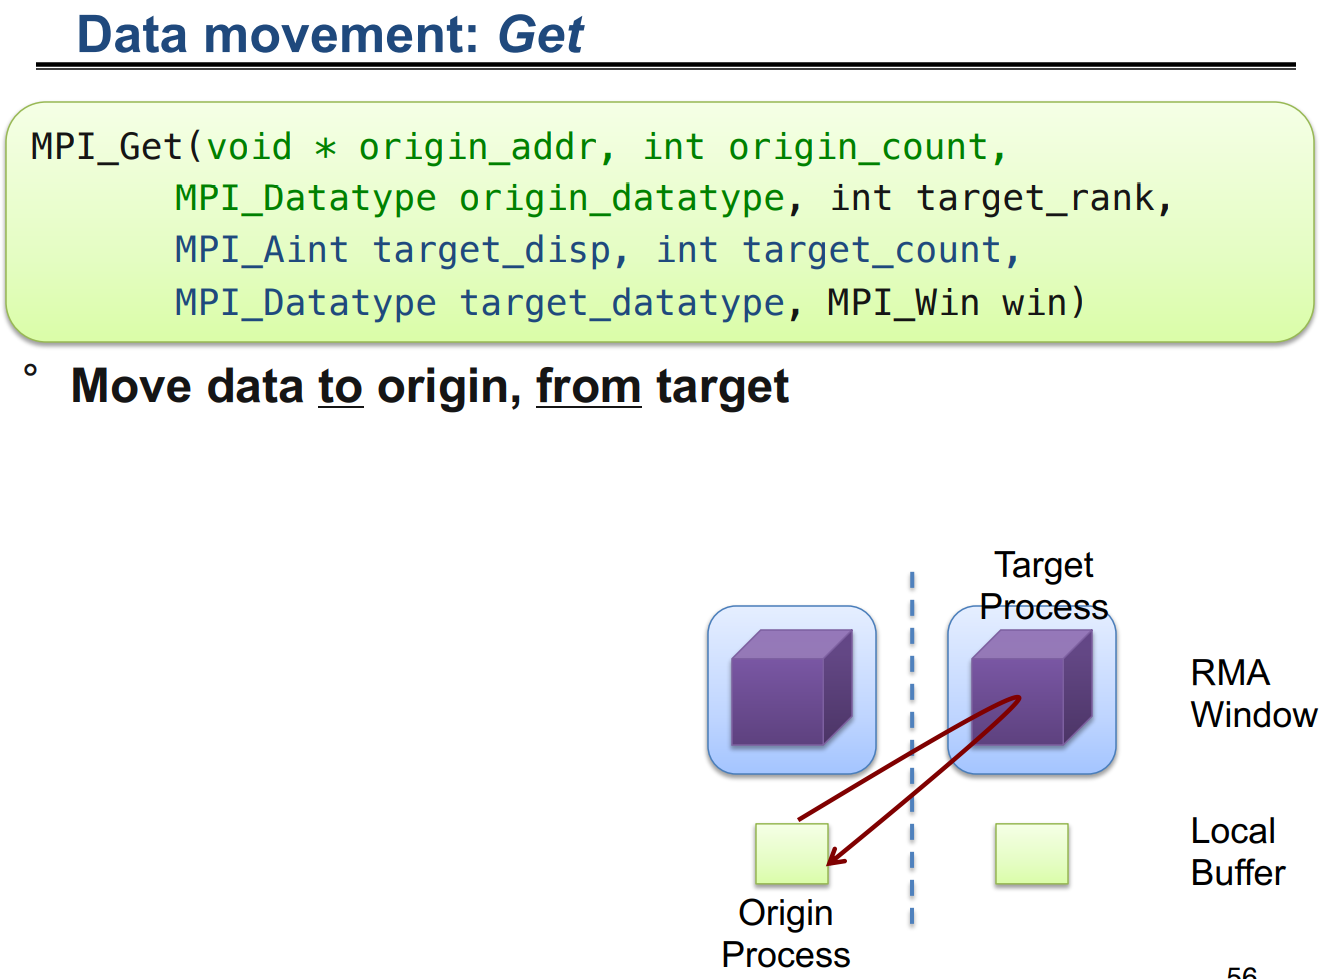 Data movement: Get
MPI_Get(void * origin_addr, int origin_count,
MPI_Datatype origin_datatype, int target_rank,
MPI_Aint target_disp, int target_count,
MPI_Datatype target_datatype, MPI_Win win)
° Move data to origin, from target
Target
Process
RMA
Window
Local
Buffer
Origin
Process
56